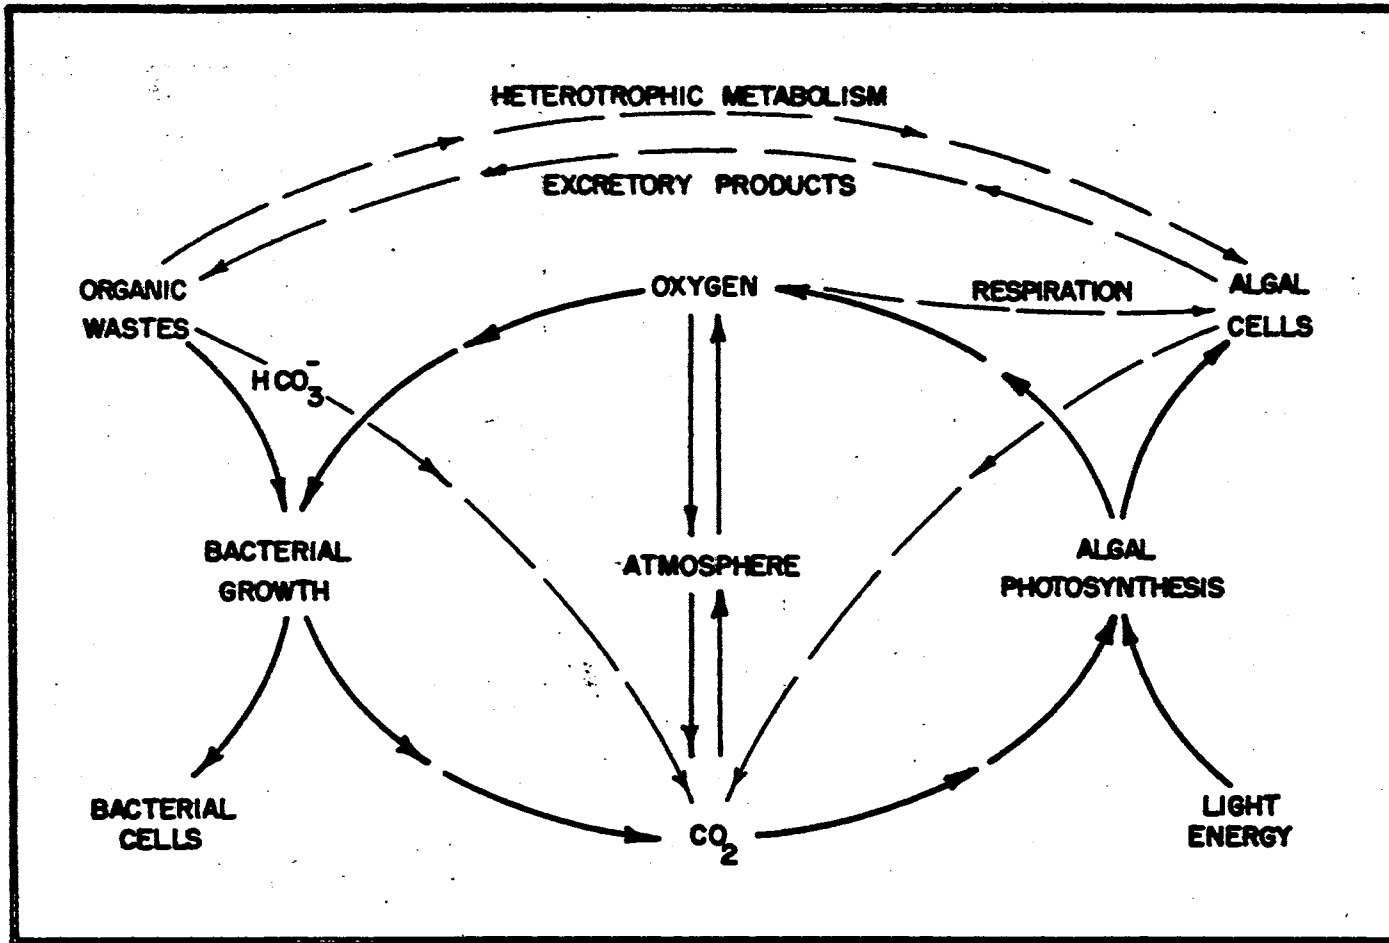 HETEROTROPHIC METABOLISM
EXCRETORY PRODUCTS
ORGANIC
WASTES
OXYGEN
RESPIRATION
ALGAL
CELLS
HCO₃⁻
BACTERIAL
GROWTH
ATMOSPHERE
ALGAL
PHOTOSYNTHESIS
BACTERIAL
CELLS
CO₂
LIGHT
ENERGY